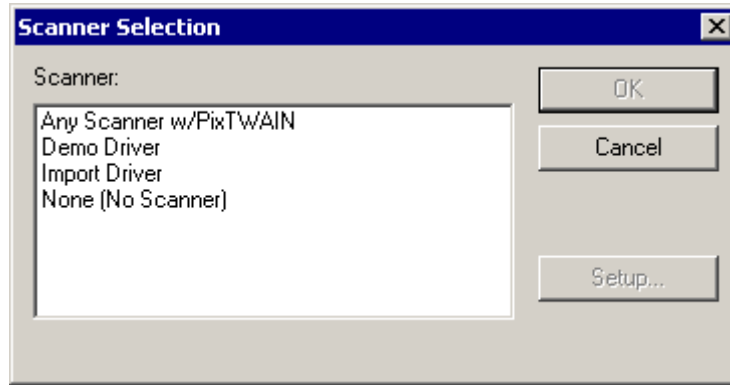 Scanner Selection
Scanner:
Any Scanner w/PixTWAIN
Demo Driver
Import Driver
None (No Scanner)
OK
Cancel
Setup...